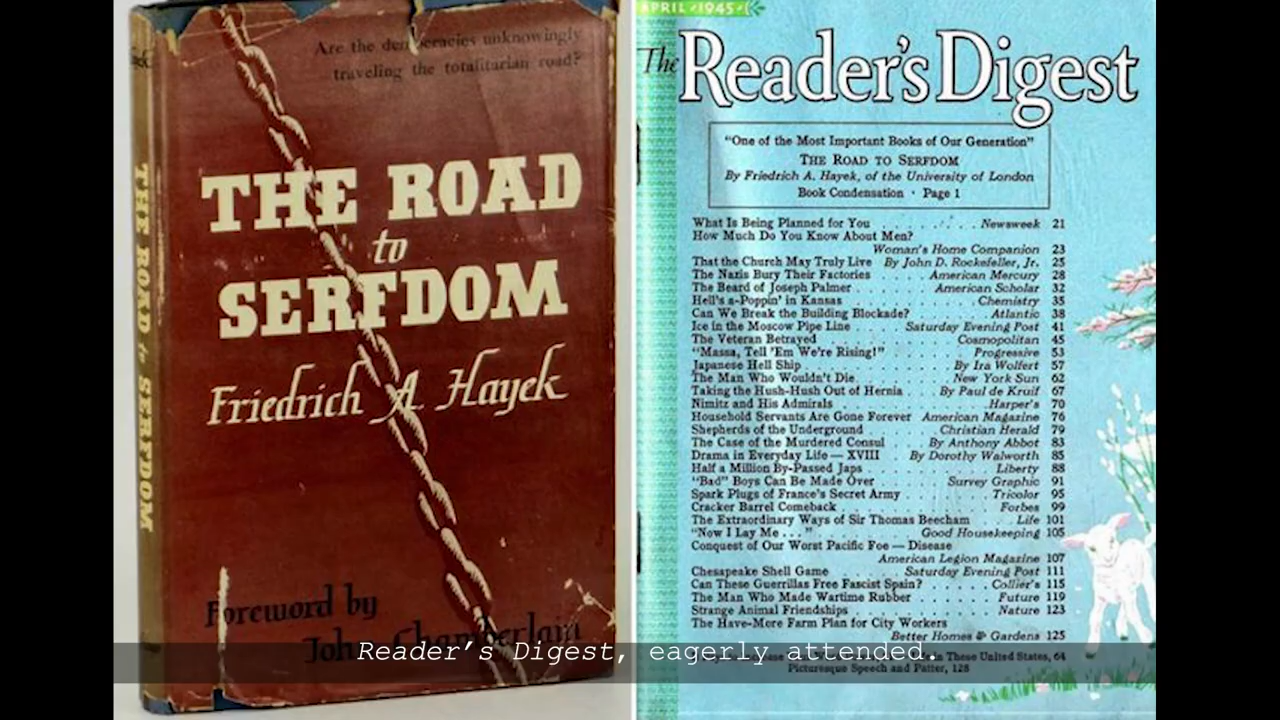 Are the democracies unknowingly
traveling the totalitarian road?
THE ROAD
to
SERFDOM
Friedrich A Hayek
Foreword by
John Chamberlain
THE ROAD to SERFDOM
APRIL 1945
The Reader's Digest
"One of the Most Important Books of Our Generation"
THE ROAD TO SERFDOM
By Friedrich A. Hayek, of the University of London
Book Condensation · Page 1
What Is Being Planned for You . . . . . . . Newsweek 21
How Much Do You Know About Men?
Woman's Home Companion 23
That the Church May Truly Live By John D. Rockefeller, Jr. 25
The Nazis Bury Their Factories . . . . American Mercury 28
The Beard of Joseph Palmer . . . . . American Scholar 32
Hell's a-Poppin' in Kansas . . . . . . . Chemistry 35
Can We Break the Building Blockade? . . . . . Atlantic 38
Ice in the Moscow Pipe Line . . . . Saturday Evening Post 41
The Veteran Betrayed . . . . . . . Cosmopolitan 45
"Massa, Tell 'Em We're Rising!" . . . . . . Progressive 53
Japanese Hell Ship . . . . . . . By Ira Wolfert 57
The Man Who Wouldn't Die . . . . . . New York Sun 62
Taking the Hush-Hush Out of Hernia . . . By Paul de Kruif 67
Nimitz and His Admirals . . . . . . . . Harper's 70
Household Servants Are Gone Forever American Magazine 76
Shepherds of the Underground . . . . . Christian Herald 79
The Case of the Murdered Consul . . By Anthony Abbot 83
Drama in Everyday Life — XVIII By Dorothy Walworth 85
Half a Million By-Passed Japs . . . . . . . Liberty 88
"Bad" Boys Can Be Made Over . . . . Survey Graphic 91
Spark Plugs of France's Secret Army . . . . . Tricolor 95
Cracker Barrel Comeback . . . . . . . . Forbes 99
The Extraordinary Ways of Sir Thomas Beecham . . . Life 101
"Now I Lay Me . . ." . . . . . . Good Housekeeping 105
Conquest of Our Worst Pacific Foe — Disease
American Legion Magazine 107
Chesapeake Shell Game . . . . Saturday Evening Post 111
Can These Guerrillas Free Fascist Spain? . . . Collier's 115
The Man Who Made Wartime Rubber . . . . . Future 119
Strange Animal Friendships . . . . . . . . Nature 123
The Have-More Farm Plan for City Workers
Better Homes & Gardens 125
in These United States, 64
Picturesque Speech and Patter, 128
Reader's Digest, eagerly attended.